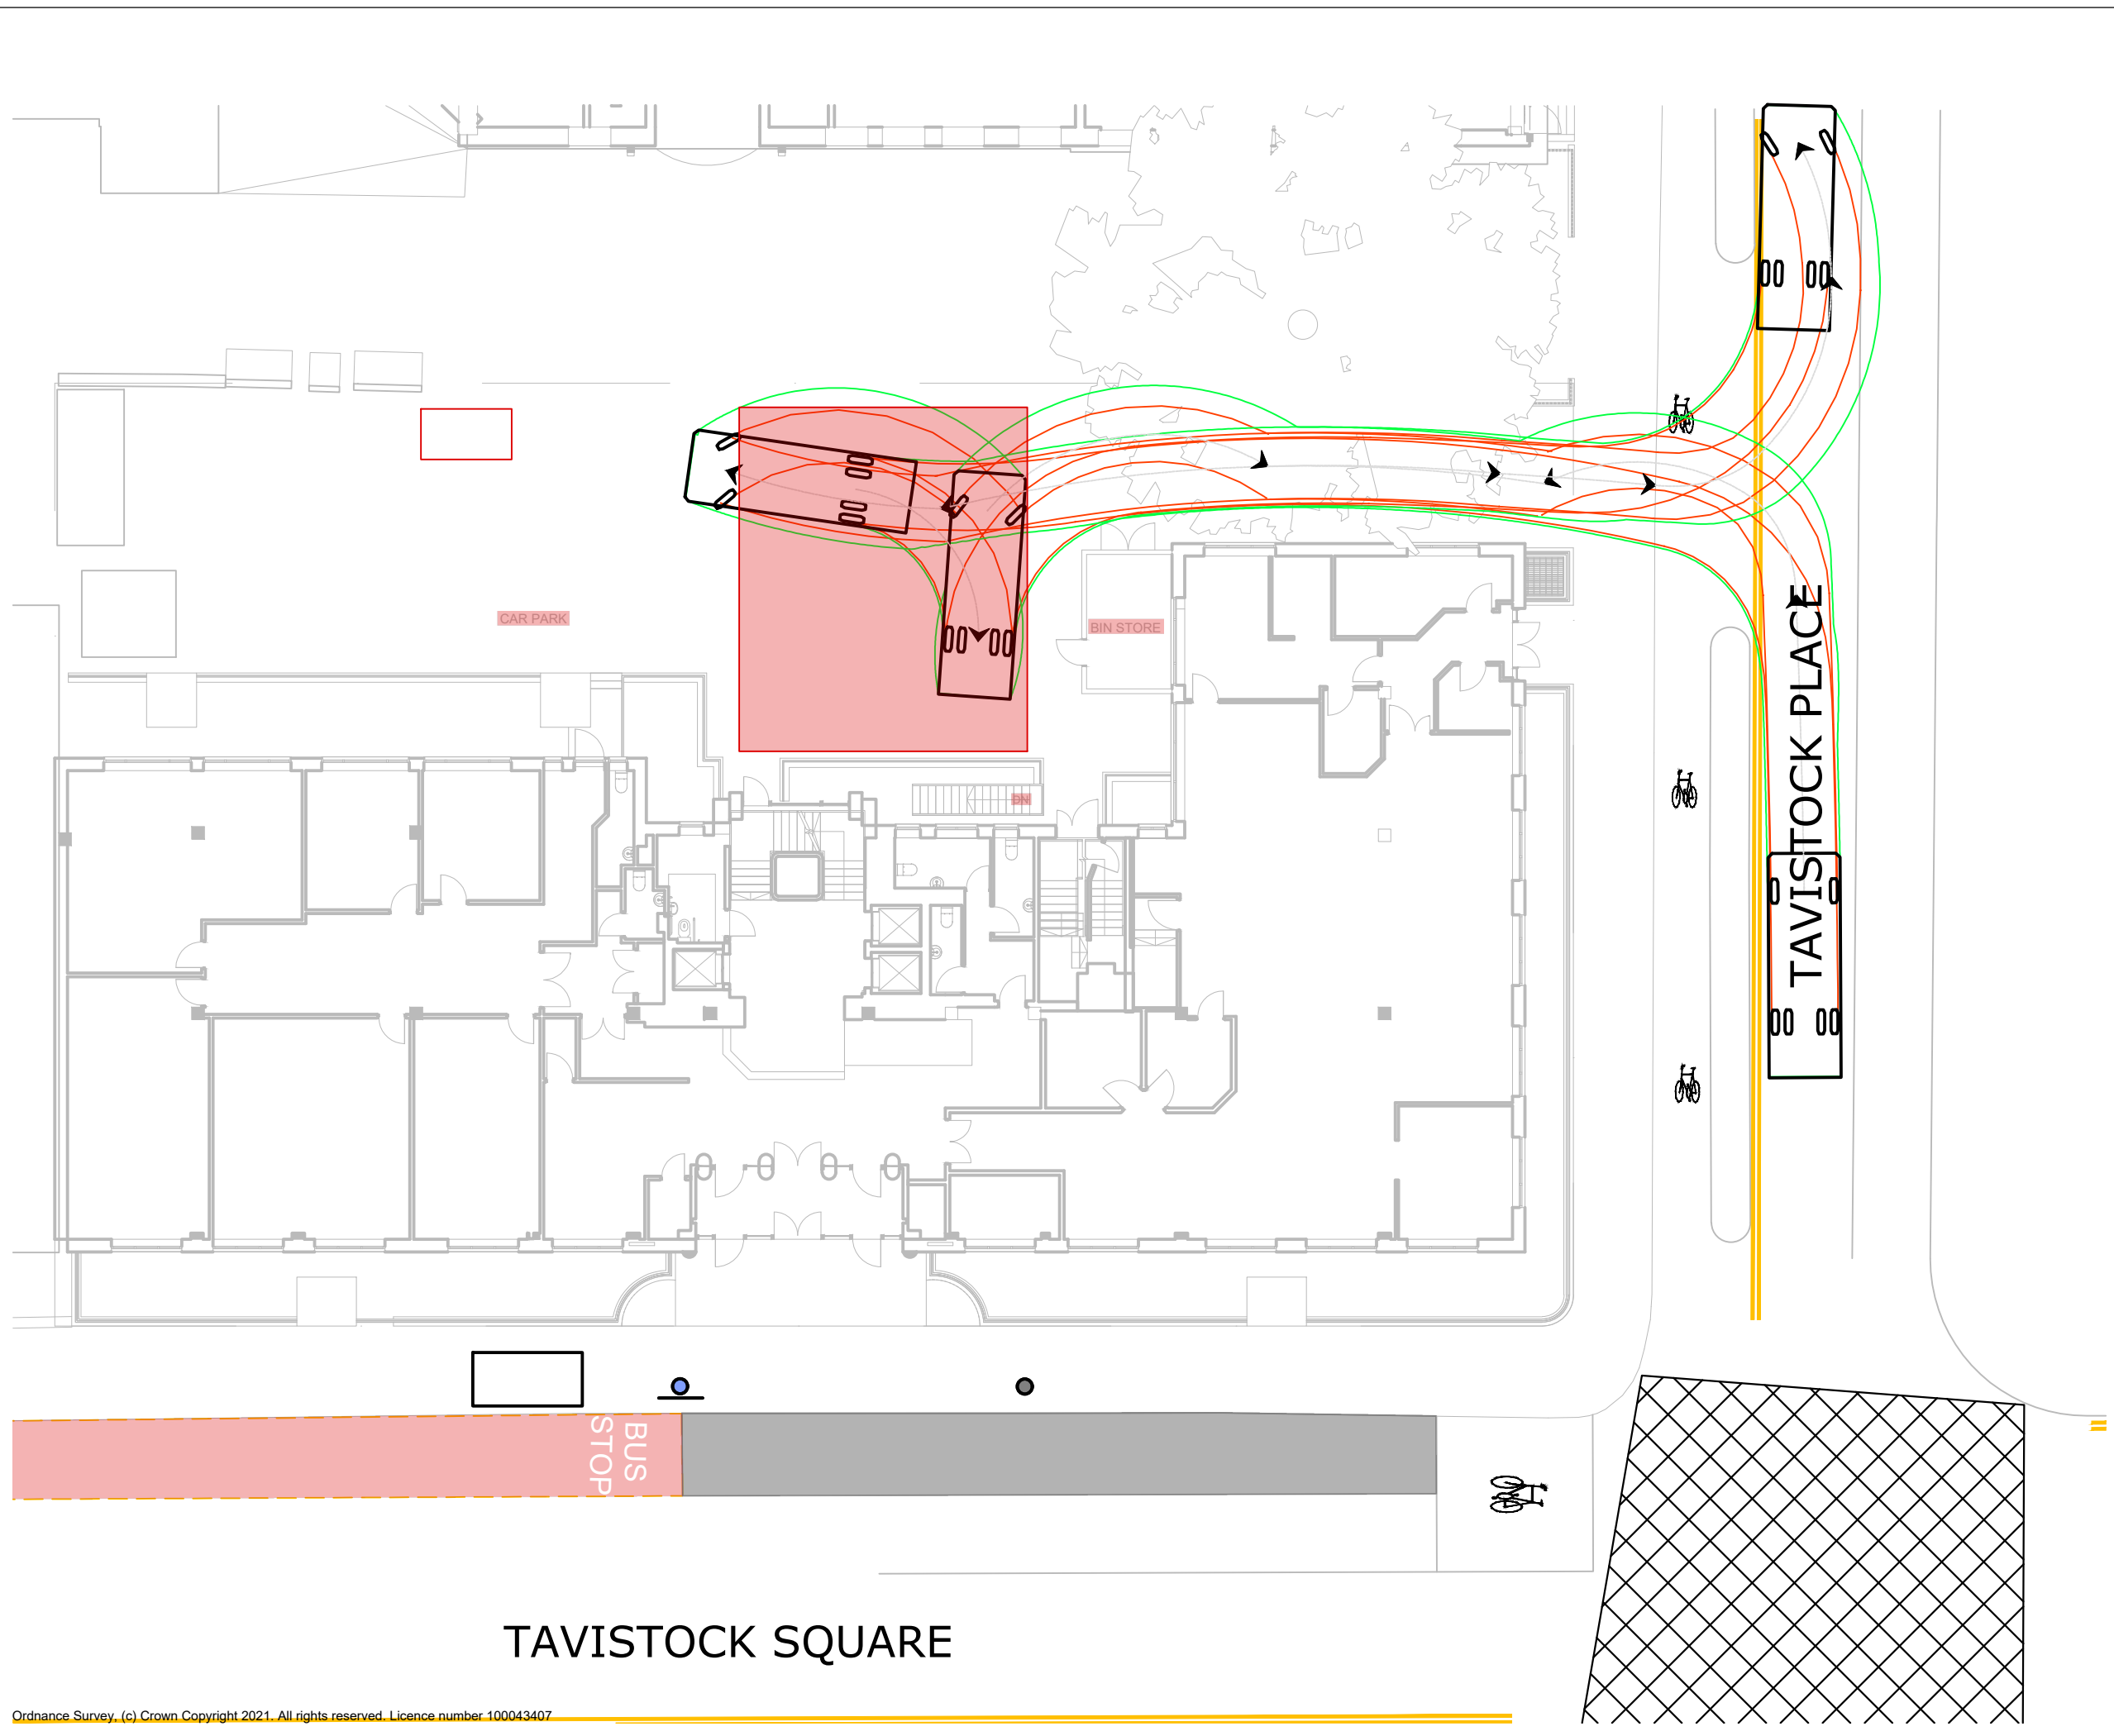 CAR PARK
BIN STORE
TAVISTOCK PLACE
DN
BUS
STOP
TAVISTOCK SQUARE
Ordnance Survey, (c) Crown Copyright 2021. All rights reserved. Licence number 100043407